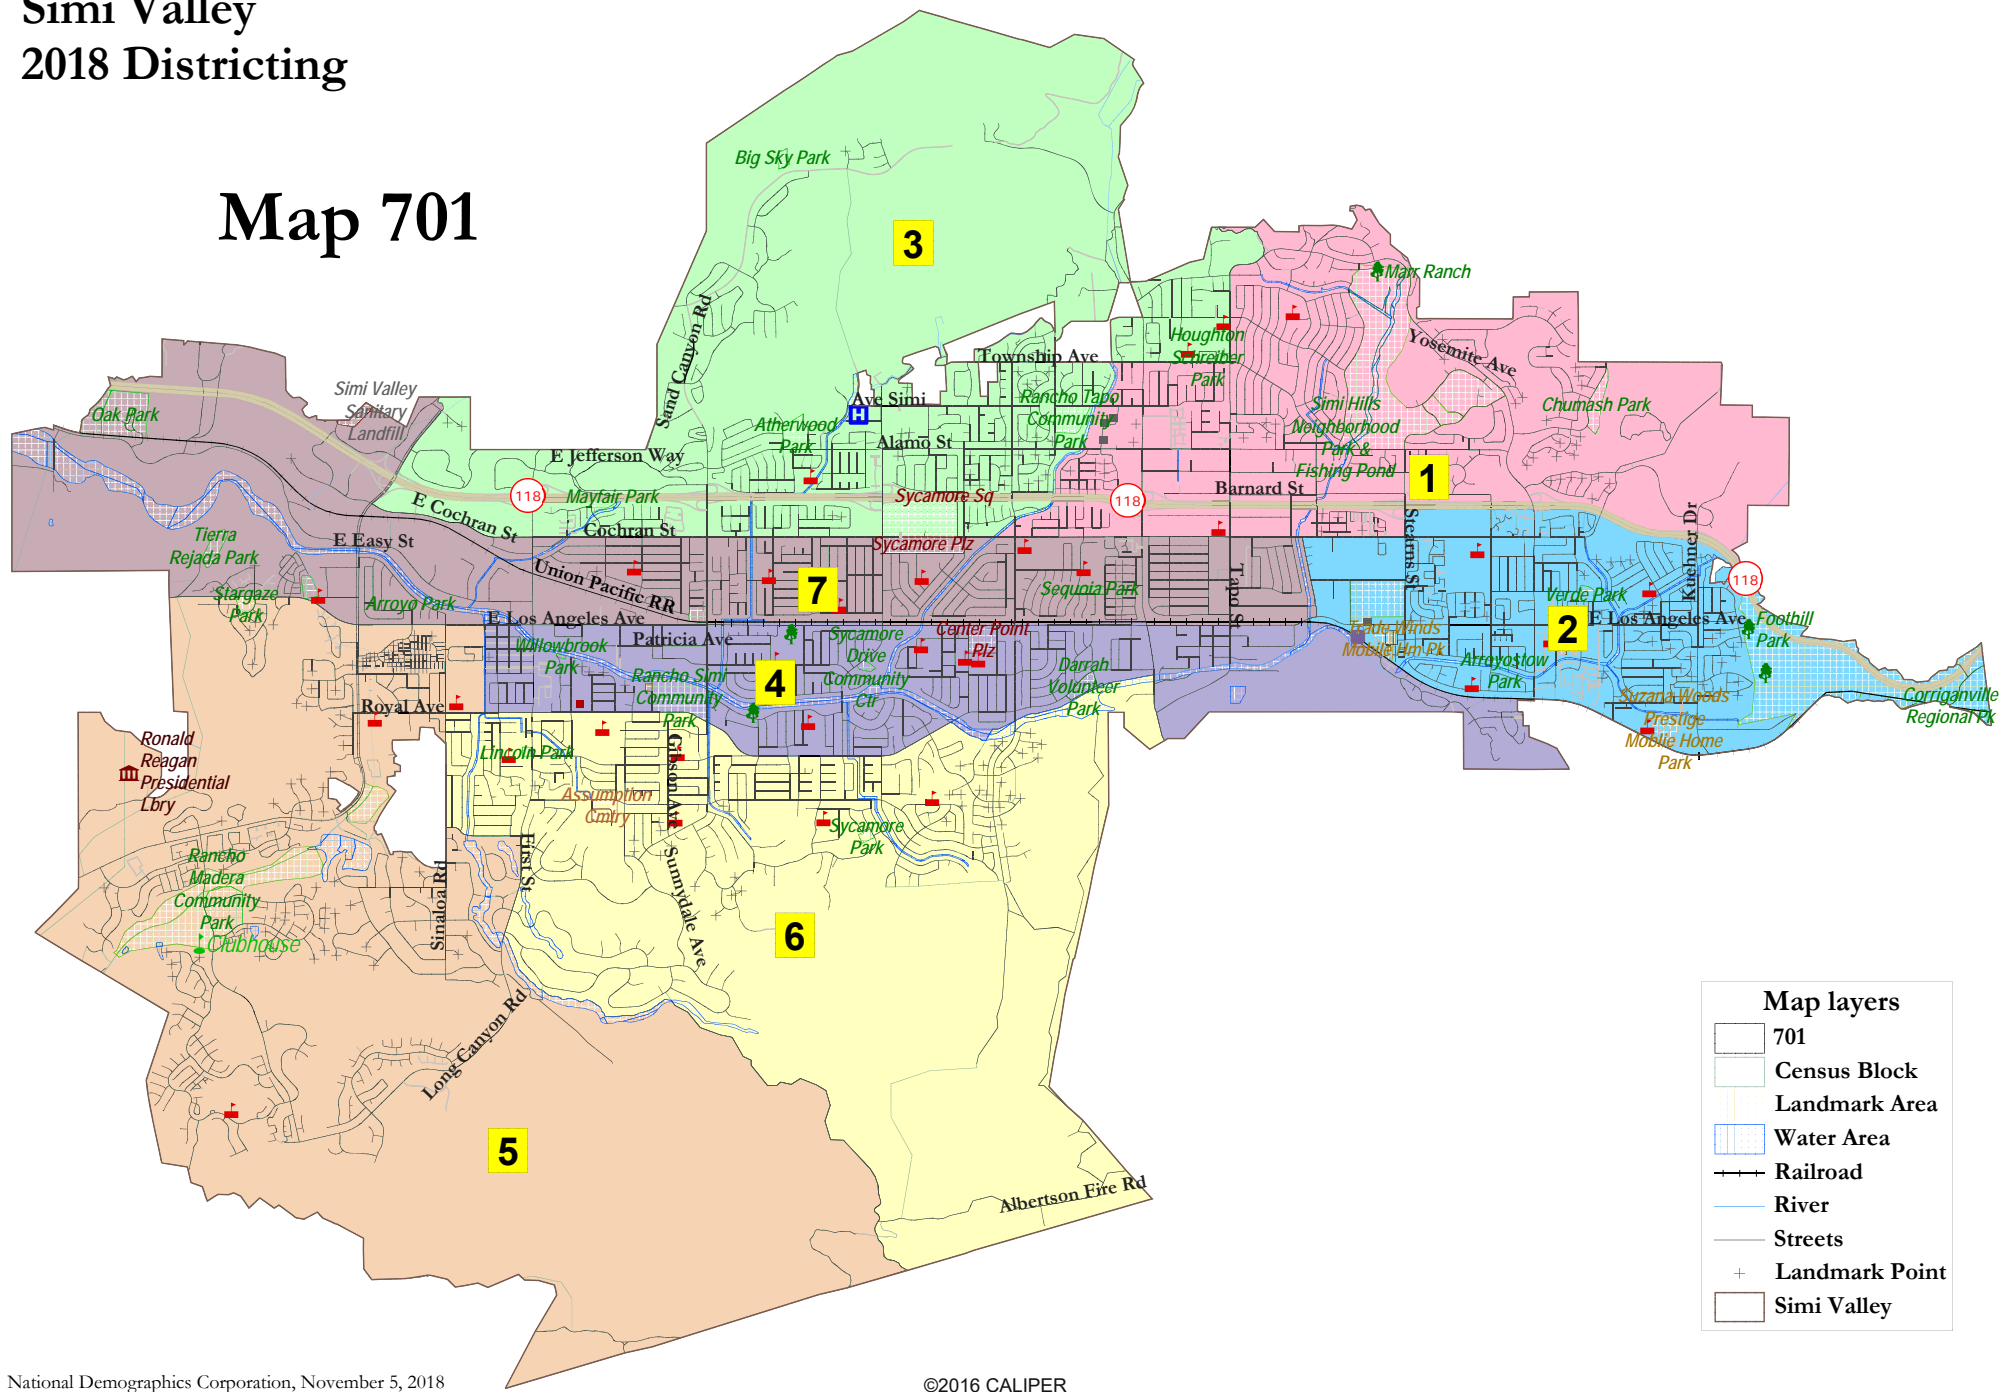 Simi Valley
2018 Districting
Map 701
Big Sky Park
3
Marr Ranch
Sand Canyon Rd
Houghton
Schreiber
Park
Yosemite Ave
Township Ave
Simi Valley
Sanitary
Landfill
Oak Park
Ave Simi
H
Rancho Tapo
Community
Park
Simi Hills
Neighborhood
Park &
Fishing Pond
Chumash Park
Atherwood
Park
Alamo St
E Jefferson Way
1
Barnard St
118
Mayfair Park
Sycamore Sq
118
E Cochran St
Cochran St
Stearns St
Kuehner Dr
Tierra
Rejada Park
E Easy St
Sycamore Plz
Union Pacific RR
7
Sequoia Park
Tapo St
118
Stargaze
Park
Arroyo Park
Verde Park
E Los Angeles Ave
E Los Angeles Ave
Foothill
Park
2
Willowbrook
Park
Patricia Ave
Sycamore
Drive
Community
Ctr
Center Point
Plz
Trade Winds
Mobile Hm Pk
Arroyostow
Park
Rancho Simi
Community
Park
4
Darrah
Volunteer
Park
Suzana Woods
Prestige
Moblie Home
Park
Corriganville
Regional Pk
Royal Ave
Ronald
Reagan
Presidential
Lbry
Lincoln Park
Gibson Ave
Assumption
Cmtry
Sycamore
Park
Rancho
Madera
Community
Park
Clubhouse
Sinaloa Rd
First St
Sunnydale Ave
6
Long Canyon Rd
5
Albertson Fire Rd
Map layers
701
Census Block
Landmark Area
Water Area
Railroad
River
Streets
Landmark Point
Simi Valley
National Demographics Corporation, November 5, 2018
©2016 CALIPER